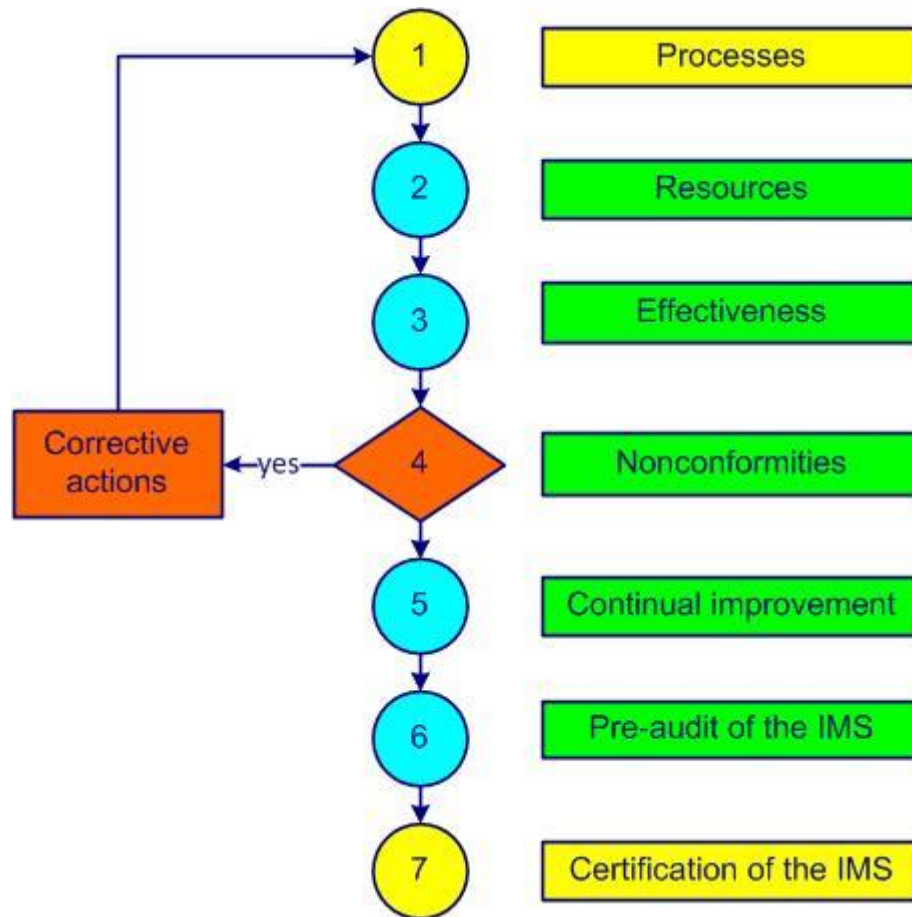 1
Processes
2
Resources
3
Effectiveness
Corrective
actions
yes
4
Nonconformities
5
Continual improvement
6
Pre-audit of the IMS
7
Certification of the IMS